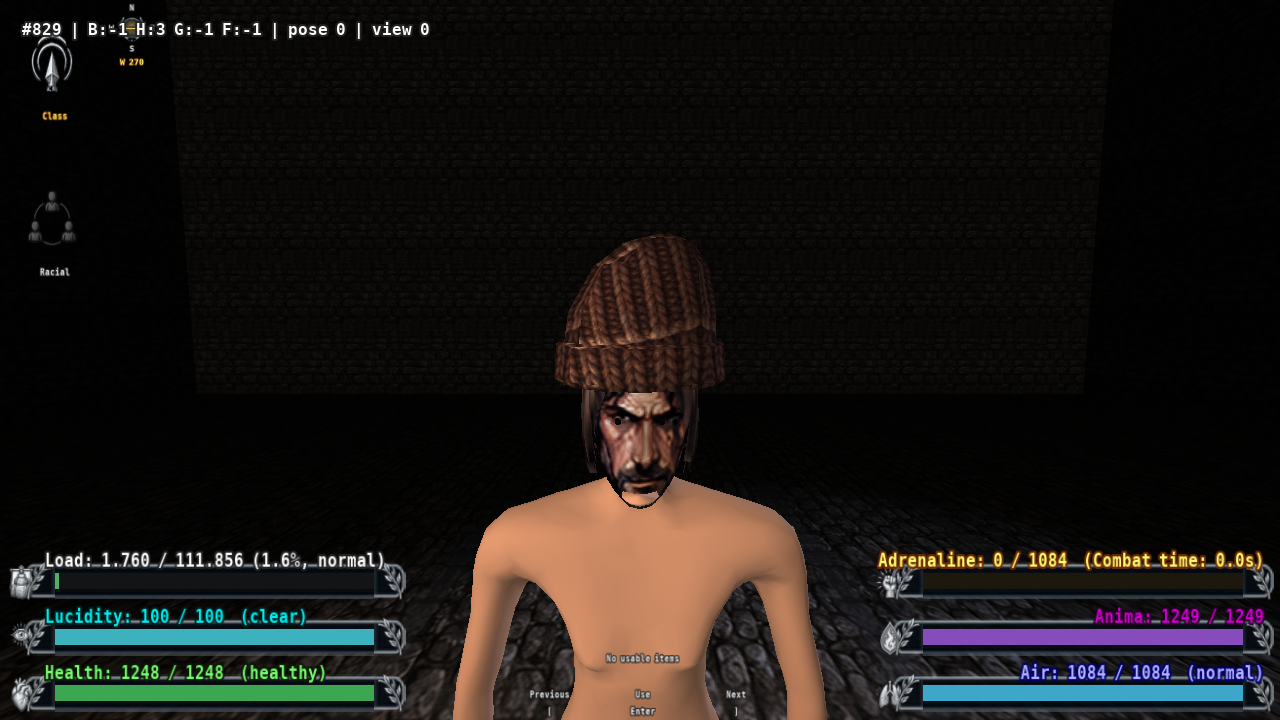 #829 | B:-1 H:3 G:-1 F:-1 | pose 0 | view 0
N
S
W 270
Class
Racial
Load: 1.760 / 111.856 (1.6%, normal)
Lucidity: 100 / 100 (clear)
Health: 1248 / 1248 (healthy)
Adrenaline: 0 / 1084 (Combat time: 0.0s)
Anima: 1249 / 1249
Air: 1084 / 1084 (normal)
No usable items
Previous Use Next
[ Enter ]